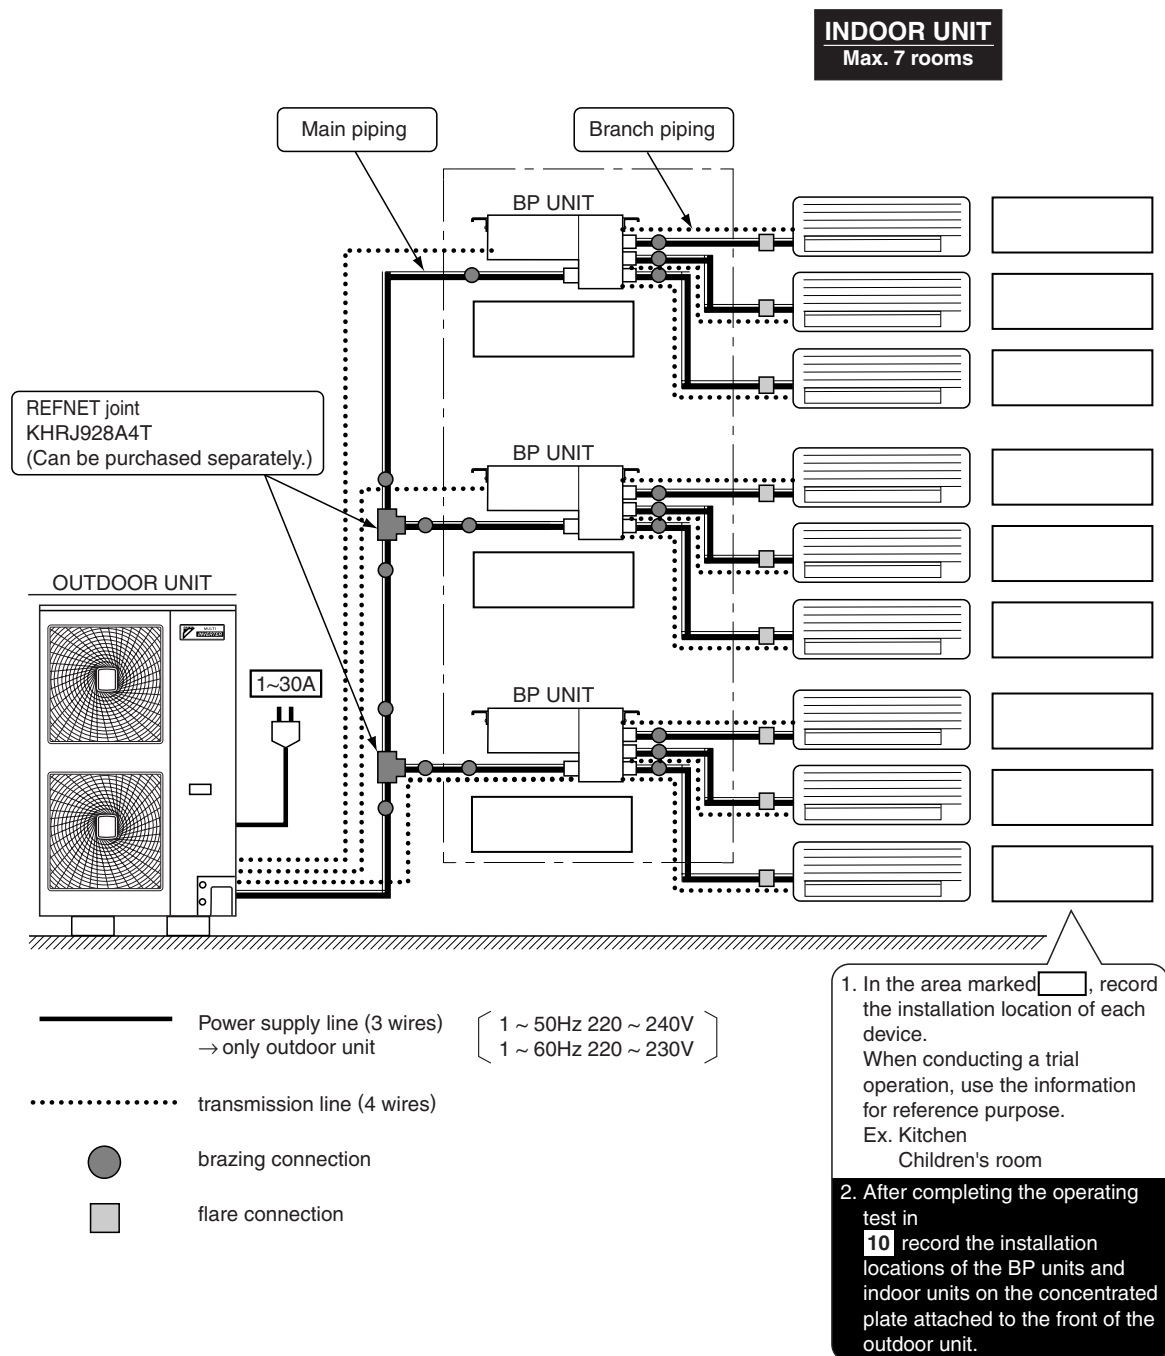 INDOOR UNIT
Max. 7 rooms
Main piping
Branch piping
BP UNIT
REFNET joint
KHRJ928A4T
(Can be purchased separately.)
BP UNIT
OUTDOOR UNIT
MULTI
INVERTER
1~30A
BP UNIT
Power supply line (3 wires)
→ only outdoor unit
1 ~ 50Hz 220 ~ 240V
1 ~ 60Hz 220 ~ 230V
transmission line (4 wires)
brazing connection
flare connection
1. In the area marked , record
the installation location of each
device.
When conducting a trial
operation, use the information
for reference purpose.
Ex. Kitchen
Children's room
2. After completing the operating
test in
10 record the installation
locations of the BP units and
indoor units on the concentrated
plate attached to the front of the
outdoor unit.